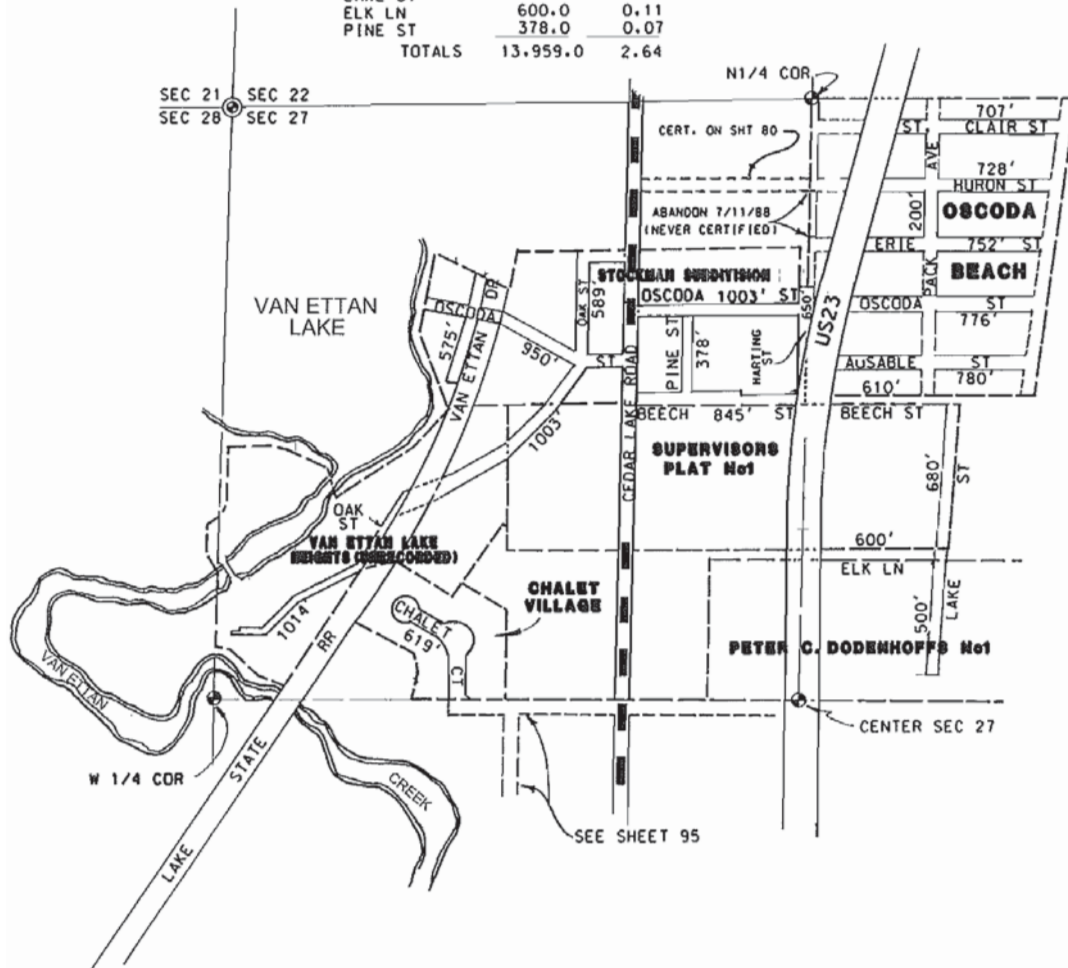 ELK LN 600.0 0.11
PINE ST 378.0 0.07
TOTALS 13,959.0 2.64
N1/4 COR
SEC 21 SEC 22
SEC 28 SEC 27
707'
ST. CLAIR ST
CERT. ON SHT 80
AVE
728'
HURON ST
ABANDON 7/11/88
(NEVER CERTIFIED)
200'
OSCODA
ERIE 752' ST
STOCKMAN SUBDIVISION
PACK
BEACH
VAN ETTAN
LAKE
OSCODA
DR
OAK ST
589'
OSCODA 1003' ST
650'
US23
OSCODA ST
776'
575'
VAN ETTAN
950'
ST
PINE ST
378'
HARTING
ST
AuSABLE ST
610' 780'
BEECH 845' ST BEECH ST
1003'
CEDAR LAKE ROAD
SUPERVISORS
PLAT No1
680'
ST
OAK
ST
VAN ETTAN LAKE
HEIGHTS (UNRECORDED)
600'
ELK LN
CHALET
VILLAGE
CHALET
619'
CT
1014'
500'
LAKE
PETER C. DODENHOFFS No1
VAN ETTAN
RR
CENTER SEC 27
W 1/4 COR
STATE
CREEK
SEE SHEET 95
LAKE